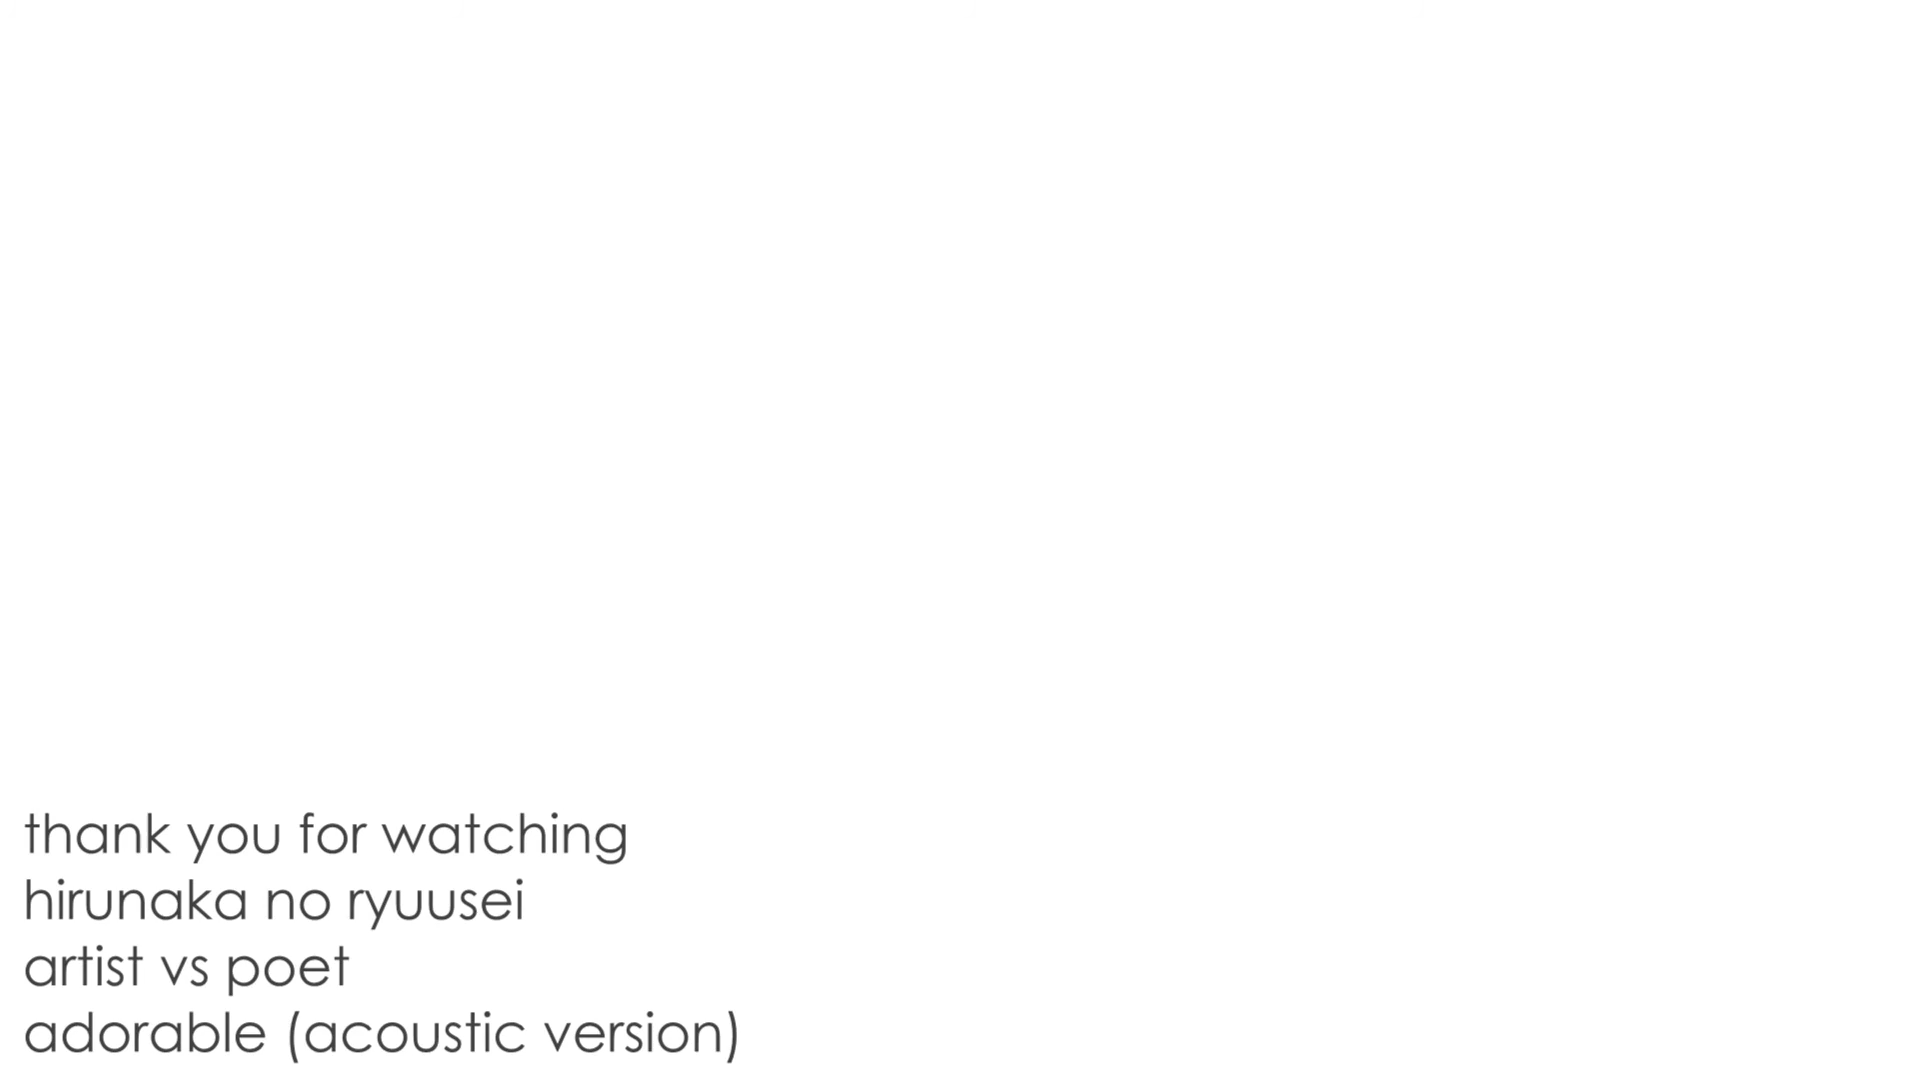 thank you for watching
hirunaka no ryuusei
artist vs poet
adorable (acoustic version)